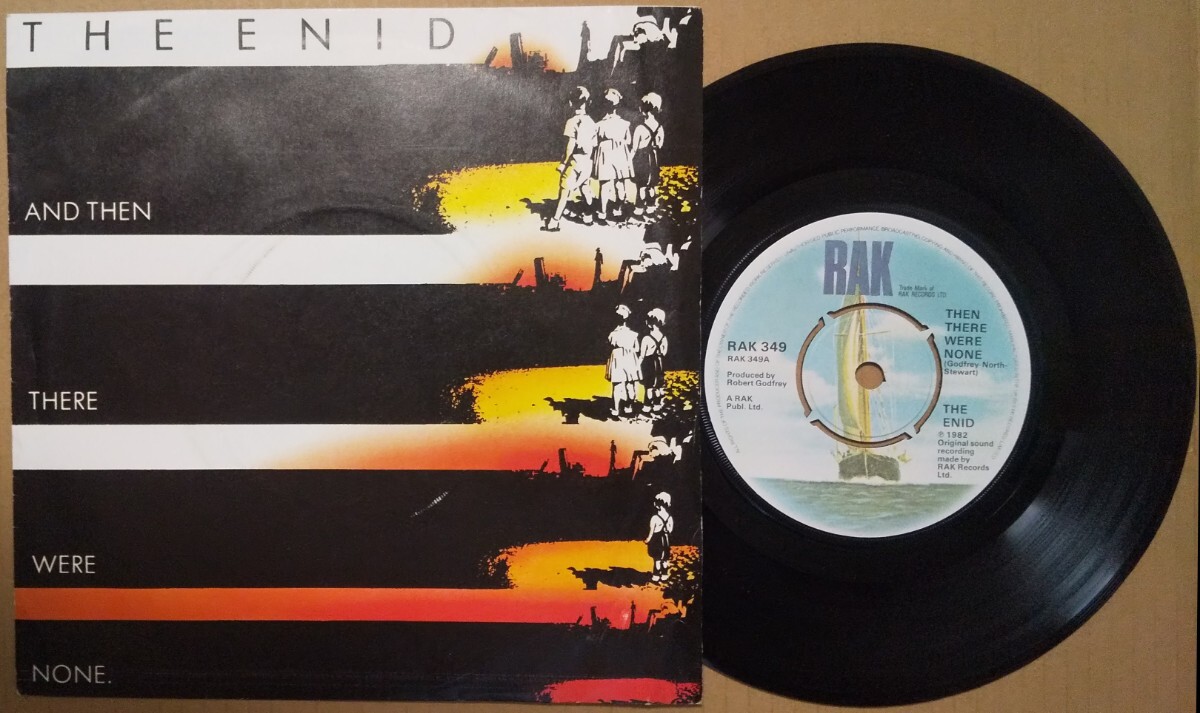 THE ENID
AND THEN
THERE
WERE
NONE.
RAK
Trade Mark of
RAK RECORDS LTD
RAK 349
RAK 349A
Produced by
Robert Godfrey
A RAK
Publ. Ltd.
THEN
THERE
WERE
NONE
(Godfrey-North-
Stewart)
THE
ENID
℗ 1982
Original sound
recording
made by
RAK Records
Ltd.